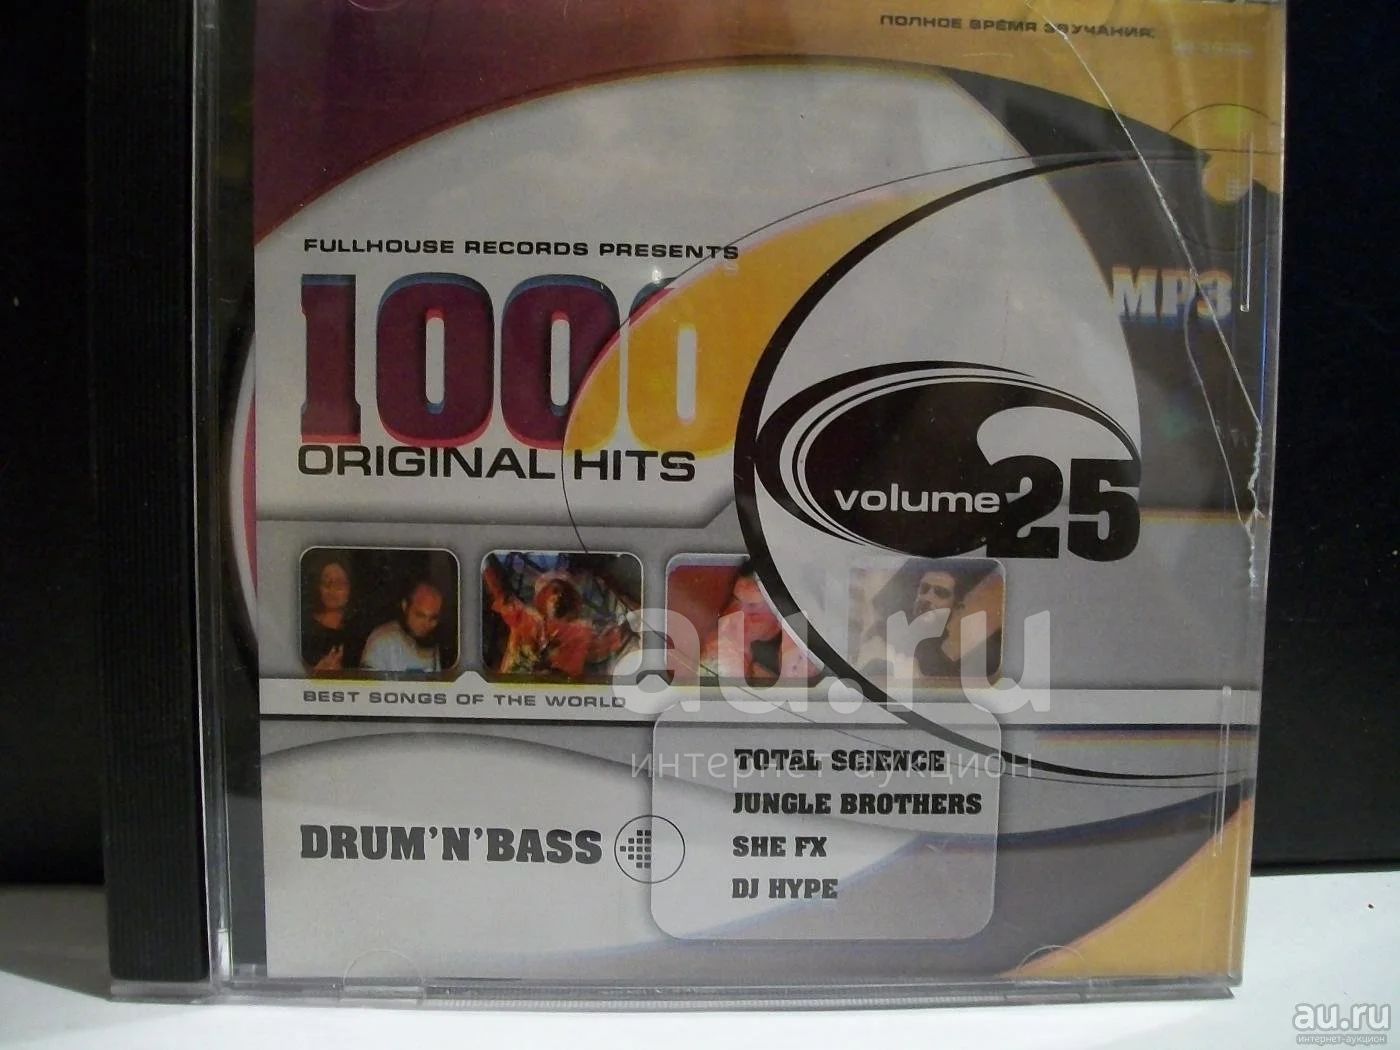 ПОЛНОЕ ВРЕМЯ ЗВУЧАНИЯ:
FULLHOUSE RECORDS PRESENTS
1000
MP3
ORIGINAL HITS
volume 25
BEST SONGS OF THE WORLD
au.ru
интернет-аукцион
TOTAL SCIENCE
JUNGLE BROTHERS
DRUM'N'BASS
SHE FX
DJ HYPE
au.ru
интернет-аукцион